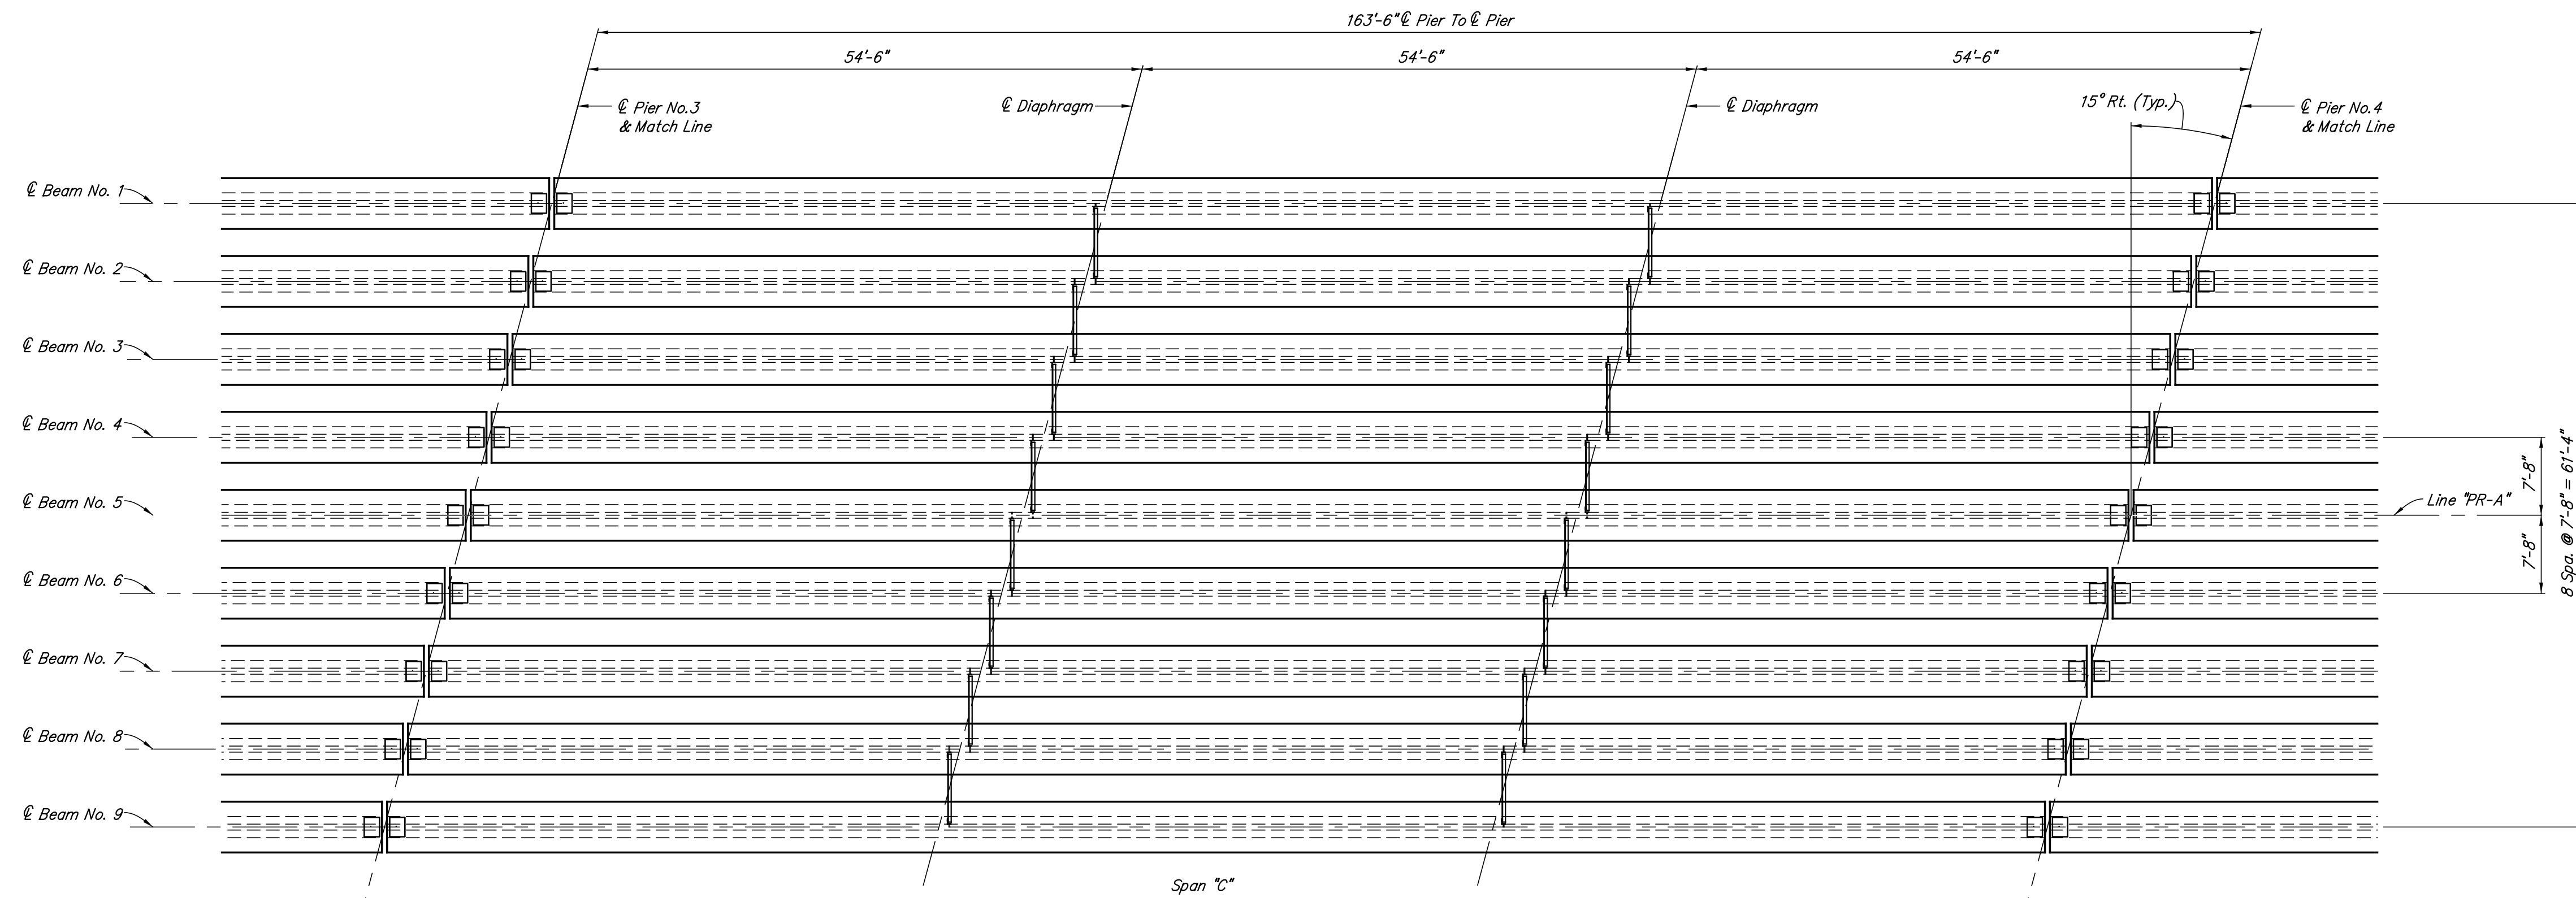 163'-6" ℄ Pier To ℄ Pier
54'-6"
54'-6"
54'-6"
℄ Pier No.3
& Match Line
℄ Diaphragm
℄ Diaphragm
15° Rt. (Typ.)
℄ Pier No.4
& Match Line
℄ Beam No. 1
℄ Beam No. 2
℄ Beam No. 3
℄ Beam No. 4
℄ Beam No. 5
℄ Beam No. 6
℄ Beam No. 7
℄ Beam No. 8
℄ Beam No. 9
7'-8"
7'-8"
Line "PR-A"
8 Spa. @ 7'-8" = 61'-4"
Span "C"